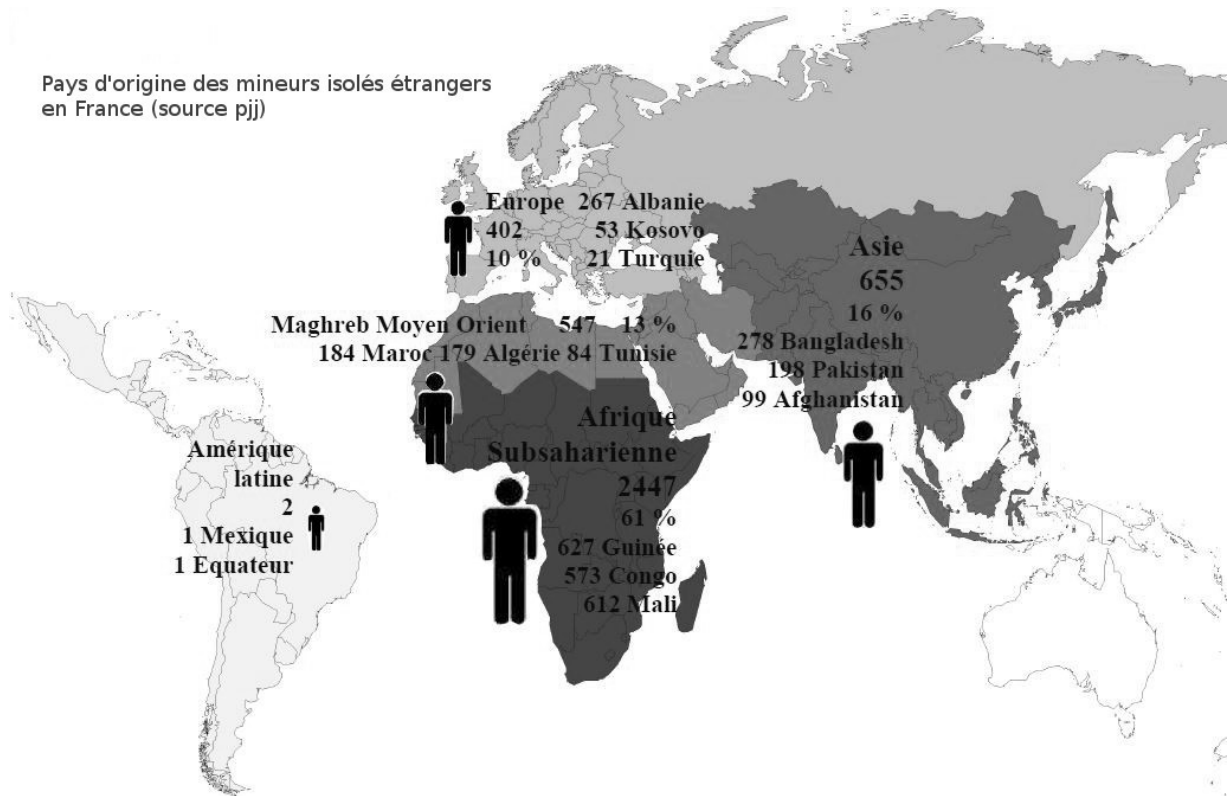 Pays d'origine des mineurs isolés étrangers
en France (source pjj)
Europe 267 Albanie
402 53 Kosovo
10 % 21 Turquie
Asie
655
16 %
278 Bangladesh
198 Pakistan
99 Afghanistan
Maghreb Moyen Orient 547 13 %
184 Maroc 179 Algérie 84 Tunisie
Afrique
Subsaharienne
2447
61 %
627 Guinée
573 Congo
612 Mali
Amérique
latine
2
1 Mexique
1 Equateur